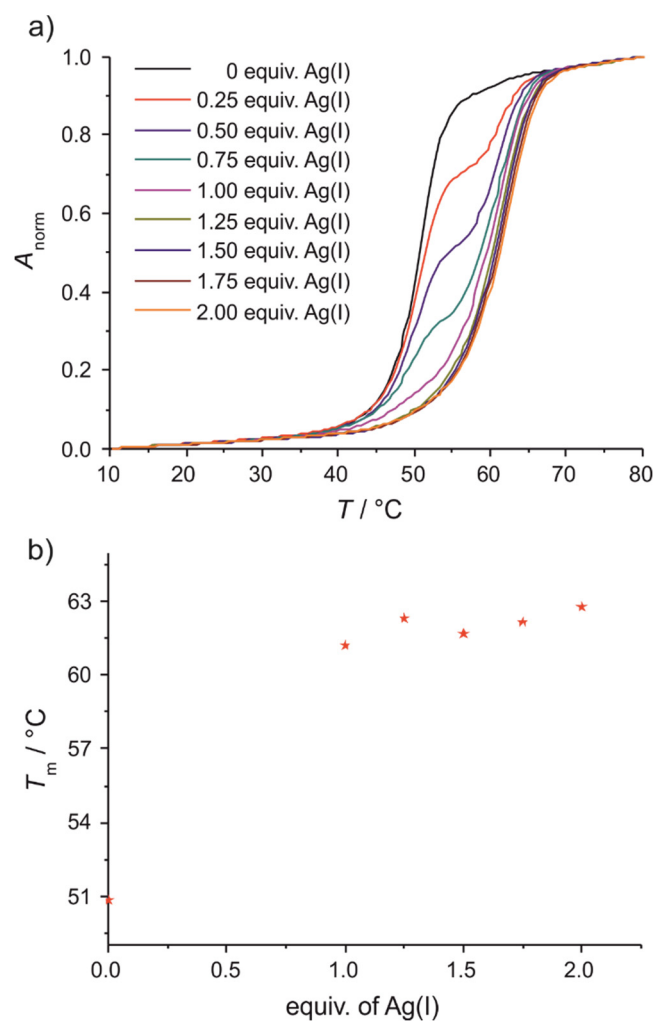 a)
1.0
0.8
0.6
0.4
0.2
0.0
A norm
0 equiv. Ag(I)
0.25 equiv. Ag(I)
0.50 equiv. Ag(I)
0.75 equiv. Ag(I)
1.00 equiv. Ag(I)
1.25 equiv. Ag(I)
1.50 equiv. Ag(I)
1.75 equiv. Ag(I)
2.00 equiv. Ag(I)
10 20 30 40 50 60 70 80
T / °C
b)
63
60
57
54
51
Tm / °C
0.0 0.5 1.0 1.5 2.0
equiv. of Ag(I)